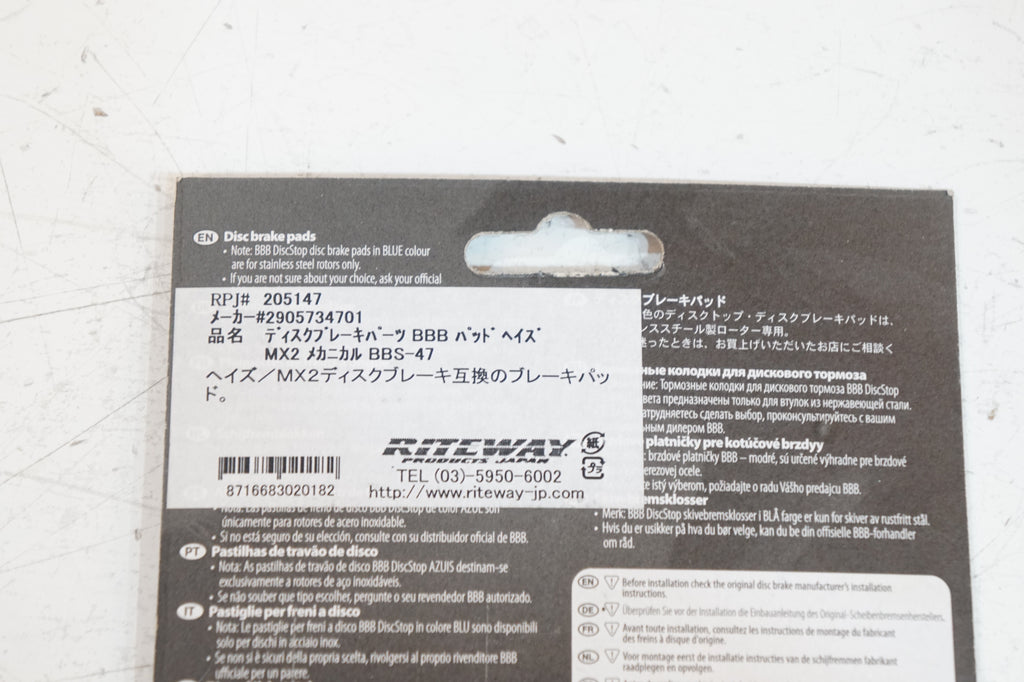 EN Disc brake pads
• Note: BBB DiscStop disc brake pads in BLUE colour
are for stainless steel rotors only.
• If you are not sure about your choice, ask your official
RPJ# 205147
メーカー#2905734701
品名 ﾃﾞｨｽｸﾌﾞﾚｰｷﾊﾟｰﾂ BBB ﾊﾟｯﾄﾞ ﾍｲｽﾞ
MX2 ﾒｶﾆｶﾙ BBS-47
ヘイズ／MX2ディスクブレーキ互換のブレーキパッ
ド。
RITEWAY
PRODUCTS JAPAN
紙
プラ
TEL (03)-5950-6002
http://www.riteway-jp.com
8716683020182
únicamente para rotores de acero inoxidable.
• Si no está seguro de su elección, consulte con su distribuidor oficial de BBB.
PT Pastilhas de travão de disco
• Nota: As pastilhas de travão de disco BBB DiscStop AZUIS destinam-se
exclusivamente a rotores de aço inoxidáveis.
• Se não souber que tipo escolher, pergunte o seu revendedor BBB autorizado.
IT Pastiglie per freni a disco
• Nota: Le pastiglie per freni a disco BBB DiscStop in colore BLU sono disponibili
solo per dischi in acciaio inox.
• Se non si è sicuri della propria scelta, rivolgersi al proprio rivenditore BBB
ufficiale per un parere.
ブレーキパッド
色のディスクトップ・ディスクブレーキパッドは、
ンススチール製ローター専用。
ったときは、お買上げいただいたお店にご相談く
ные колодки для дискового тормоза
ние: Тормозные колодки для дискового тормоза BBB DiscStop
вета предназначены только для втулок из нержавеющей стали.
атрудняетесь сделать выбор, проконсультируйтесь с вашим
ным дилером BBB.
platničky pre kotúčové brzdyy
: brzdové platničky BBB – modré, sú určené výhradne pre brzdové
erezovej ocele.
te istý výberom, požiadajte o radu Vášho predajcu BBB.
bremsklosser
• Merk: BBB DiscStop skivebremsklosser i BLÅ farge er kun for skiver av rustfritt stål.
• Hvis du er usikker på hva du bør velge, kan du be din offisielle BBB-forhandler
om råd.
EN Before installation check the original disc brake manufacturer's installation
instructions.
DE Überprüfen Sie vor der Installation die Einbauanleitung des Original-Scheibenbremsenherstellers.
FR Avant toute installation, consultez les instructions de montage du fabricant
des freins à disque d'origine.
NL Voor montage eerst de installatie instructies van de schijfremmen fabrikant
raadplegen en opvolgen.